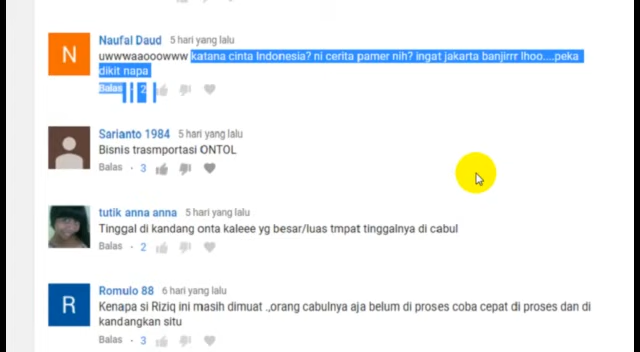 N
Naufal Daud 5 hari yang lalu
uwwwaaooowww katana cinta Indonesia? ni cerita pamer nih? ingat jakarta banjirrr lhoo....peka
dikit napa
Balas 2
Sarianto 1984 5 hari yang lalu
Bisnis trasmportasi ONTOL
Balas · 3
tutik anna anna 5 hari yang lalu
Tinggal di kandang onta kaleee yg besar/luas tmpat tinggalnya di cabul
Balas · 2
R
Romulo 88 6 hari yang lalu
Kenapa si Riziq ini masih dimuat .,orang cabulnya aja belum di proses coba cepat di proses dan di
kandangkan situ
Balas · 3